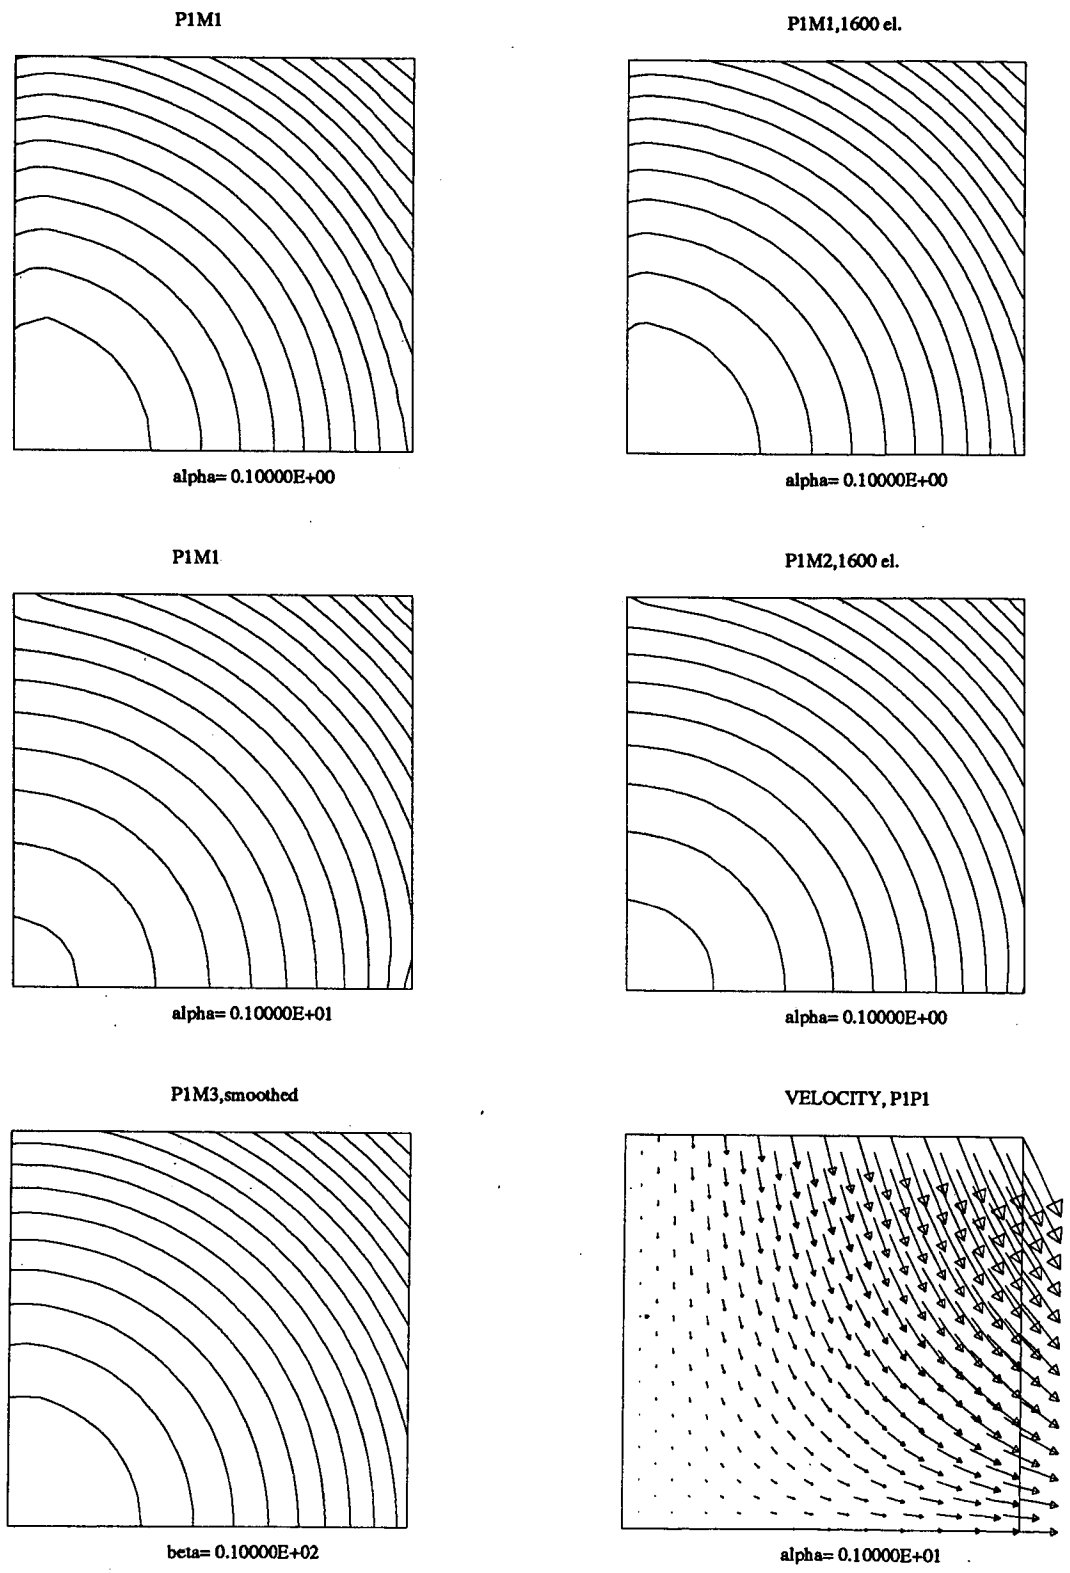 P1M1
P1M1,1600 el.
alpha= 0.10000E+00
alpha= 0.10000E+00
P1M1
P1M2,1600 el.
alpha= 0.10000E+01
alpha= 0.10000E+00
P1M3,smoothed
VELOCITY, P1P1
beta= 0.10000E+02
alpha= 0.10000E+01